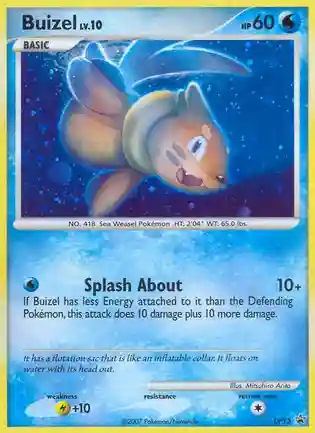 Buizel LV.10 HP 60
BASIC
NO. 418 Sea Weasel Pokémon HT: 2'04" WT: 65.0 lbs.
Splash About 10+
If Buizel has less Energy attached to it than the Defending
Pokémon, this attack does 10 damage plus 10 more damage.
It has a flotation sac that is like an inflatable collar. It floats
on water with its head out.
weakness resistance retreat cost
+10
Illus. Mitsuhiro Arita
©2007 Pokémon/Nintendo
DP12